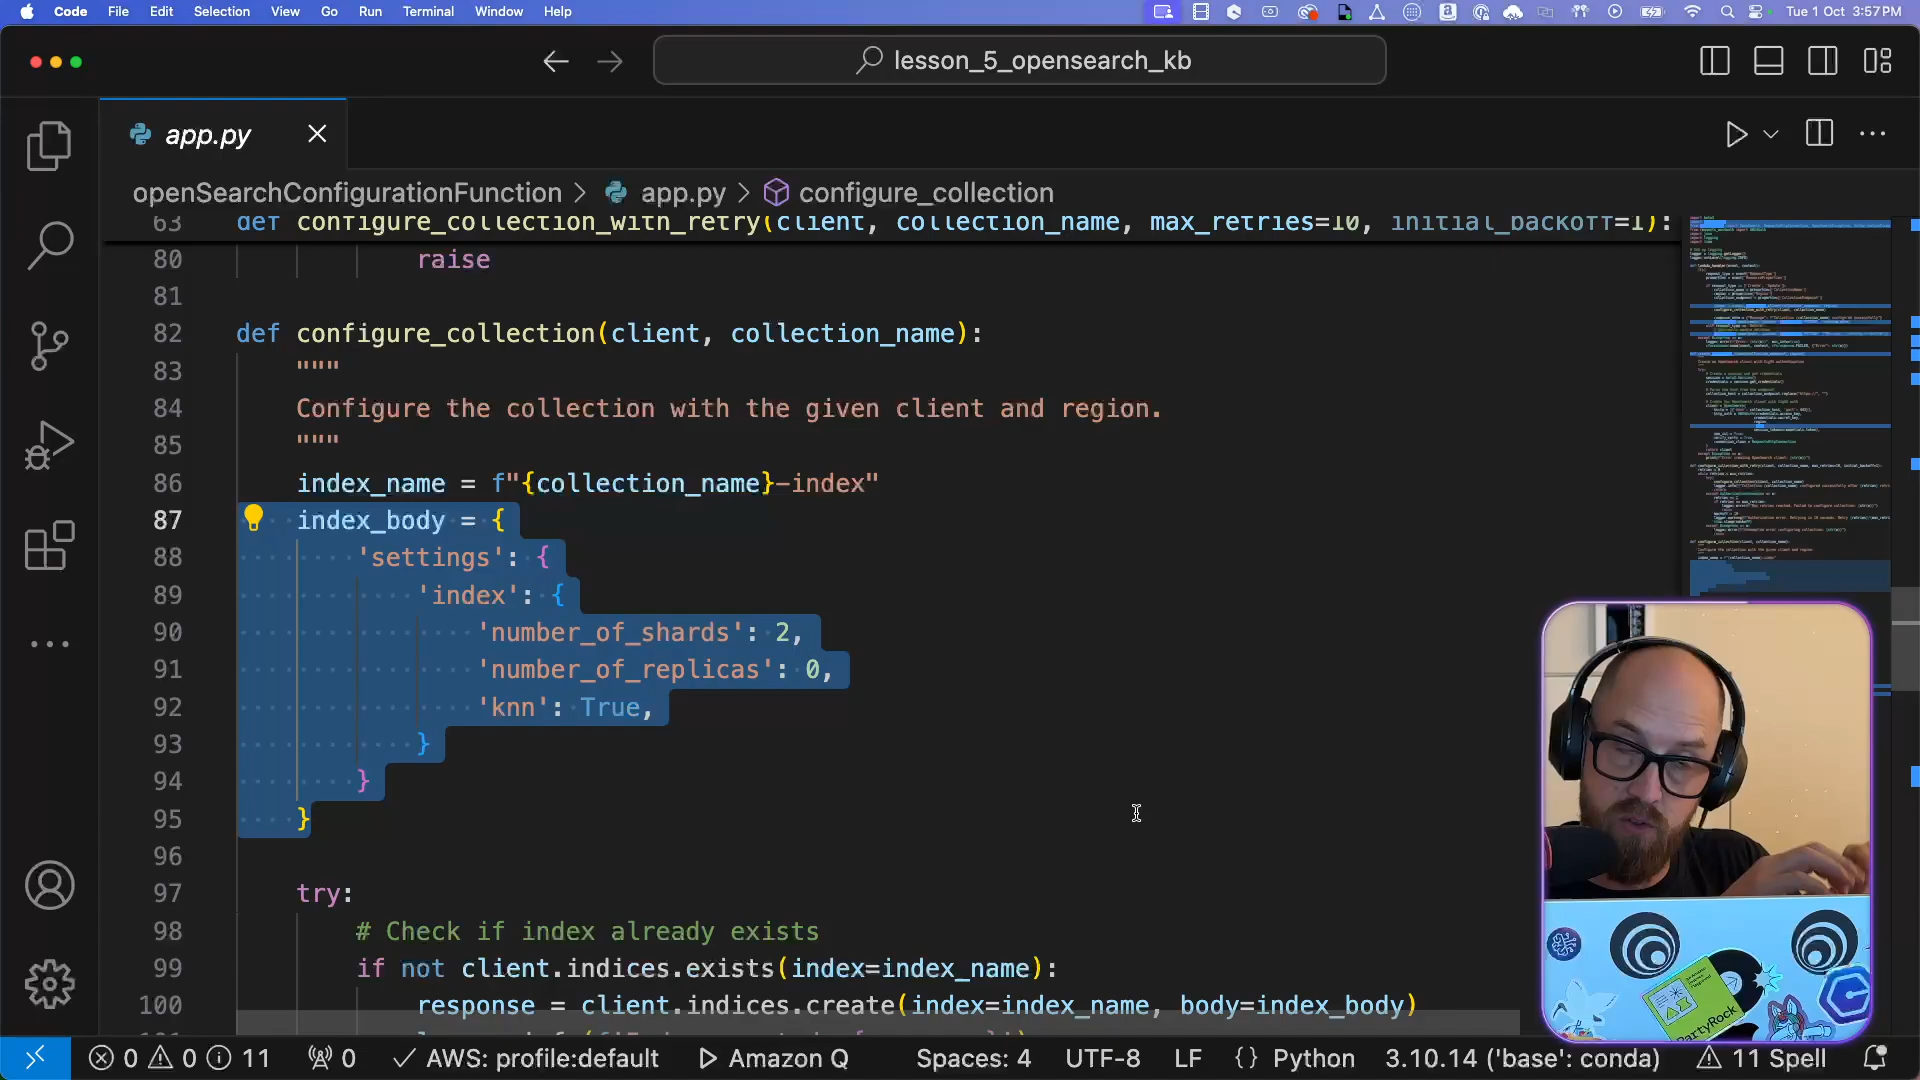 Code File Edit Selection View Go Run Terminal Window Help Tue 1 Oct 3:57 PM
lesson_5_opensearch_kb
app.py
openSearchConfigurationFunction > app.py > configure_collection
63 def configure_collection_with_retry(client, collection_name, max_retries=10, initial_backoff=1):
80 raise
81
82 def configure_collection(client, collection_name):
83 """
84 Configure the collection with the given client and region.
85 """
86 index_name = f"{collection_name}-index"
87 index_body = {
88 'settings': {
89 'index': {
90 'number_of_shards': 2,
91 'number_of_replicas': 0,
92 'knn': True,
93 }
94 }
95 }
96
97 try:
98 # Check if index already exists
99 if not client.indices.exists(index=index_name):
100 response = client.indices.create(index=index_name, body=index_body)
PartyRock
0 0 11 0 AWS: profile:default Amazon Q Spaces: 4 UTF-8 LF {} Python 3.10.14 ('base': conda) 11 Spell